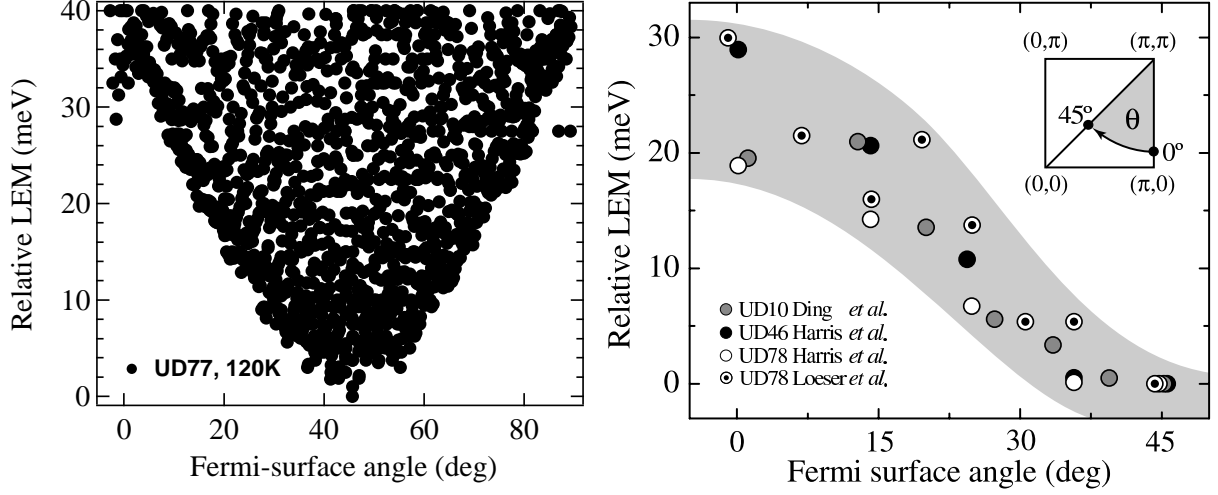 Relative LEM (meV)
40
30
20
10
0
UD77, 120K
0
20
40
60
80
Fermi-surface angle (deg)
Relative LEM (meV)
30
20
10
0
(0,π)
(π,π)
45º
θ
0º
(0,0)
(π,0)
UD10 Ding et al.
UD46 Harris et al.
UD78 Harris et al.
UD78 Loeser et al.
0
15
30
45
Fermi surface angle (deg)